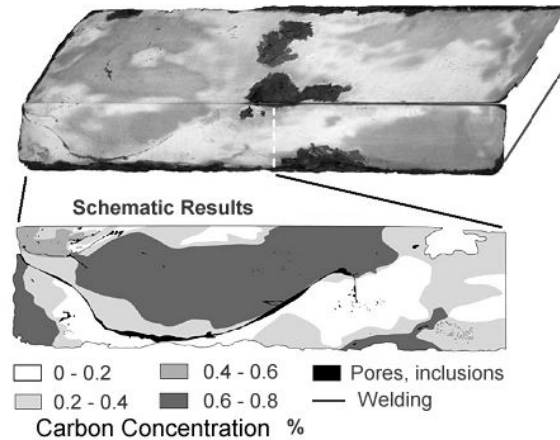 Schematic Results
0 - 0.2
0.4 - 0.6
Pores, inclusions
0.2 - 0.4
0.6 - 0.8
Welding
Carbon Concentration %